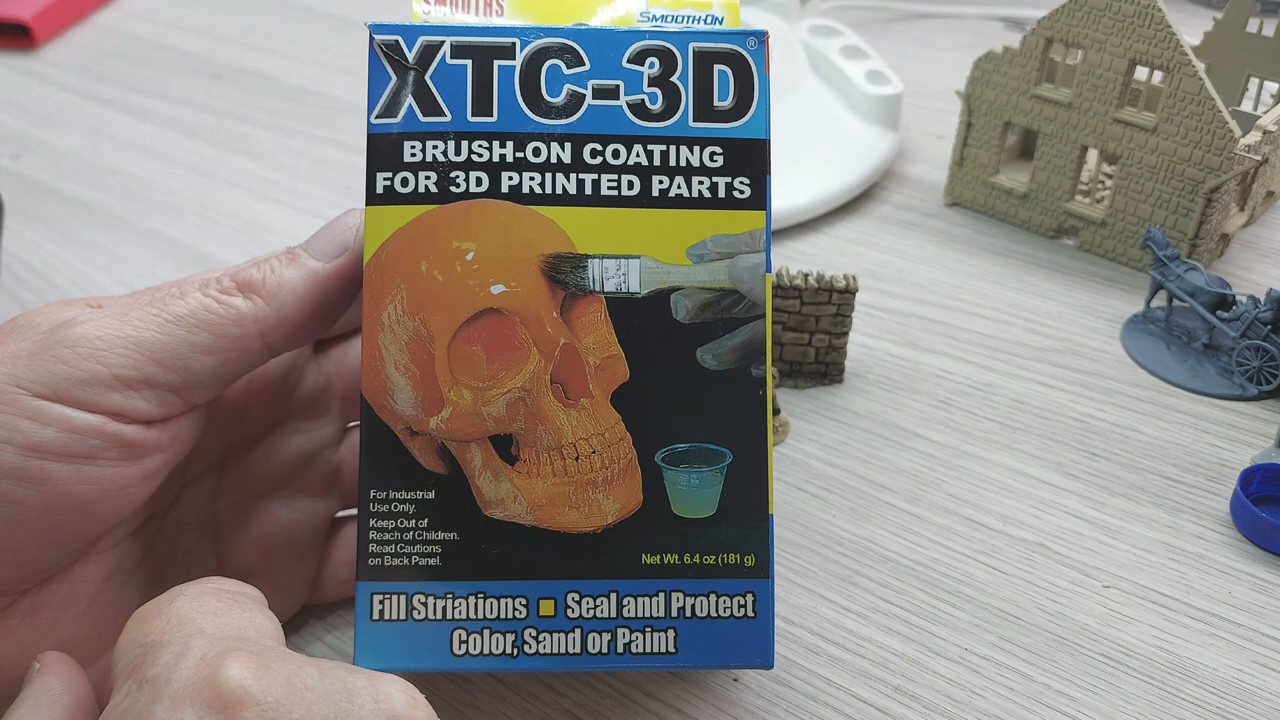 SMOOTHS
SMOOTH-ON
XTC-3D®
BRUSH-ON COATING
FOR 3D PRINTED PARTS
For Industrial
Use Only.
Keep Out of
Reach of Children.
Read Cautions
on Back Panel.
Net Wt. 6.4 oz (181 g)
Fill Striations ■ Seal and Protect
Color, Sand or Paint